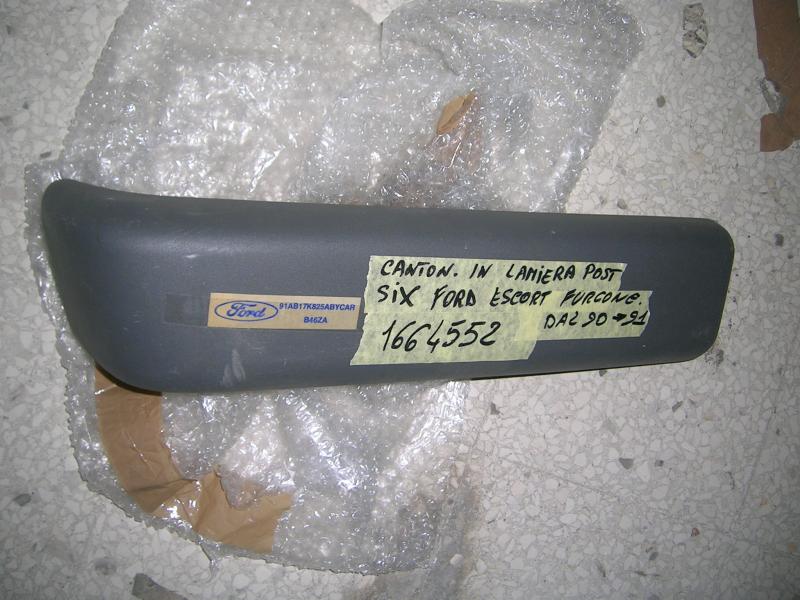 Ford
91AB17K825ABYCAR
B46ZA
CANTON. IN LAMIERA POST
SIX FORD ESCORT FURGONE.
DAL 90 → 91
1664552